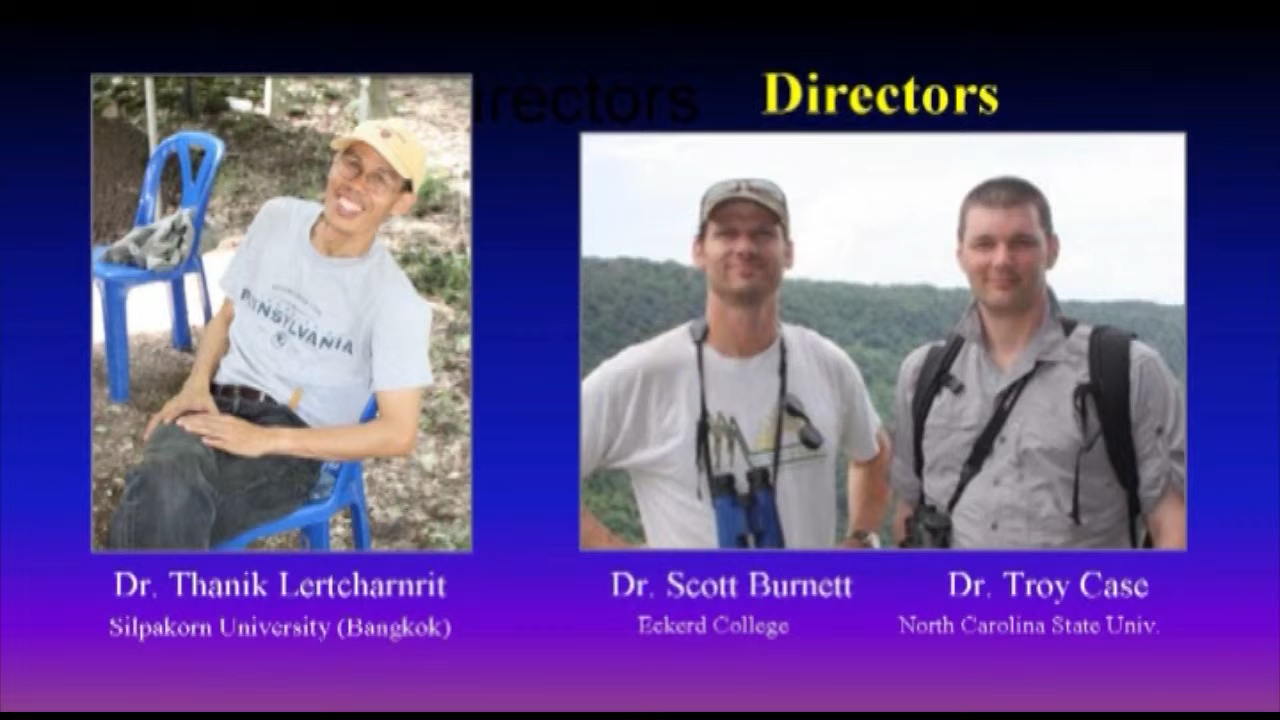 Directors
PENNSYLVANIA
Dr. Thanik Lertcharnrit
Silpakorn University (Bangkok)
Dr. Scott Burnett
Eckerd College
Dr. Troy Case
North Carolina State Univ.